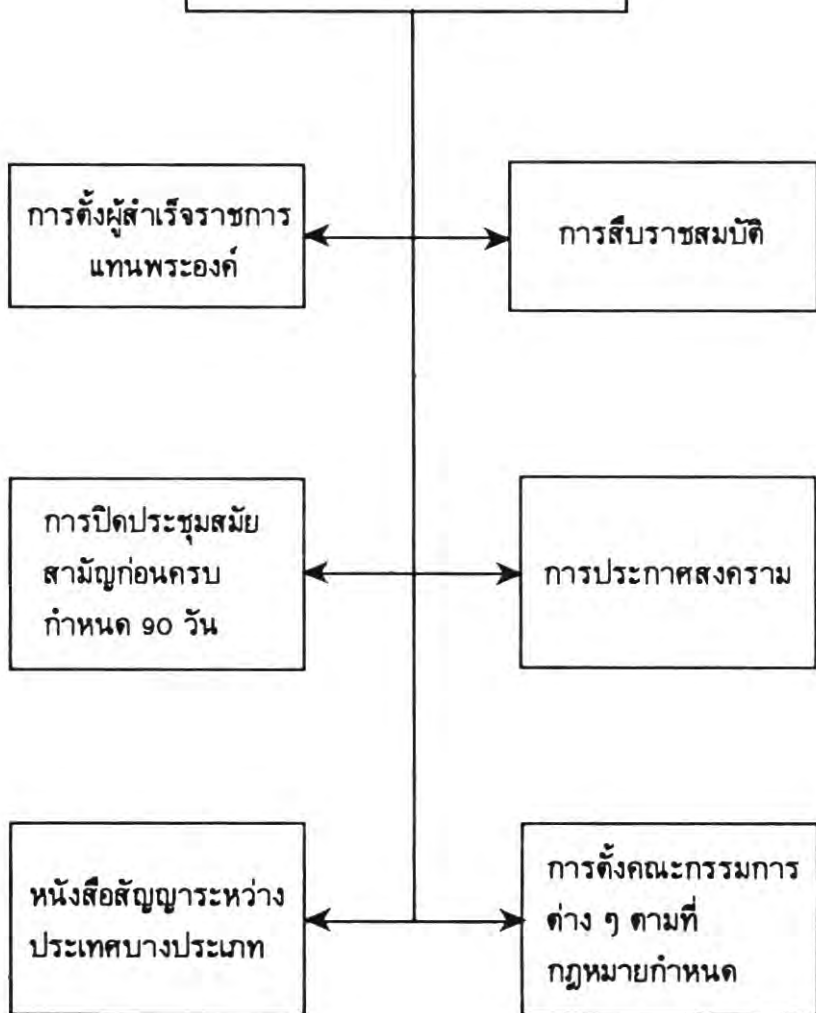 การตั้งผู้สำเร็จราชการ
แทนพระองค์
การสืบราชสมบัติ
การปิดประชุมสมัย
สามัญก่อนครบ
กำหนด 90 วัน
การประกาศสงคราม
หนังสือสัญญาระหว่าง
ประเทศบางประเภท
การตั้งคณะกรรมการ
ต่าง ๆ ตามที่
กฎหมายกำหนด